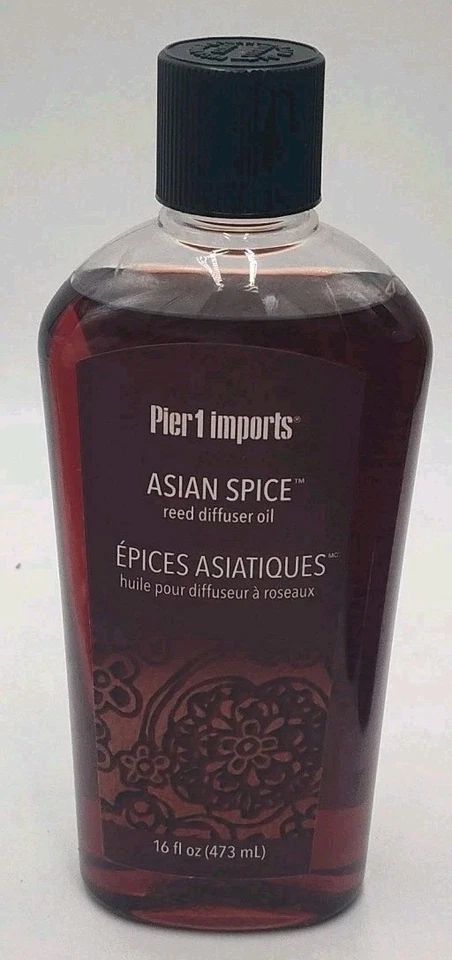 Pier1 imports®
ASIAN SPICE™
reed diffuser oil
ÉPICES ASIATIQUES MC
huile pour diffuseur à roseaux
16 fl oz (473 mL)